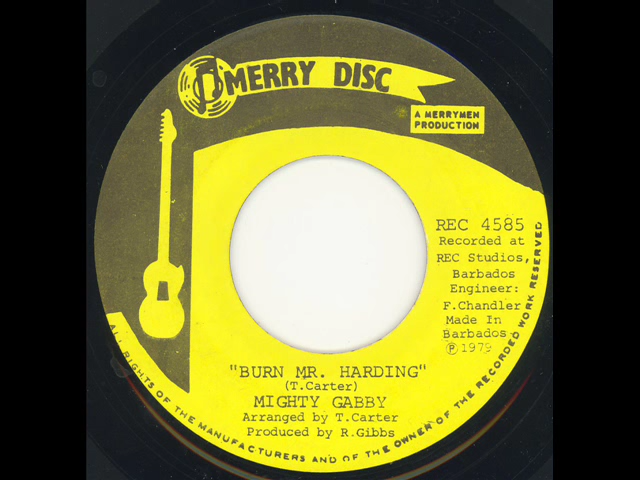 MERRY DISC
A MERRYMEN
PRODUCTION
REC 4585
Recorded at
REC Studios,
Barbados
Engineer:
F.Chandler
Made In
Barbados
℗ 1979
"BURN MR. HARDING"
(T.Carter)
MIGHTY GABBY
Arranged by T.Carter
Produced by R.Gibbs
ALL RIGHTS OF THE MANUFACTURERS AND OF THE OWNER OF THE RECORDED WORK RESERVED